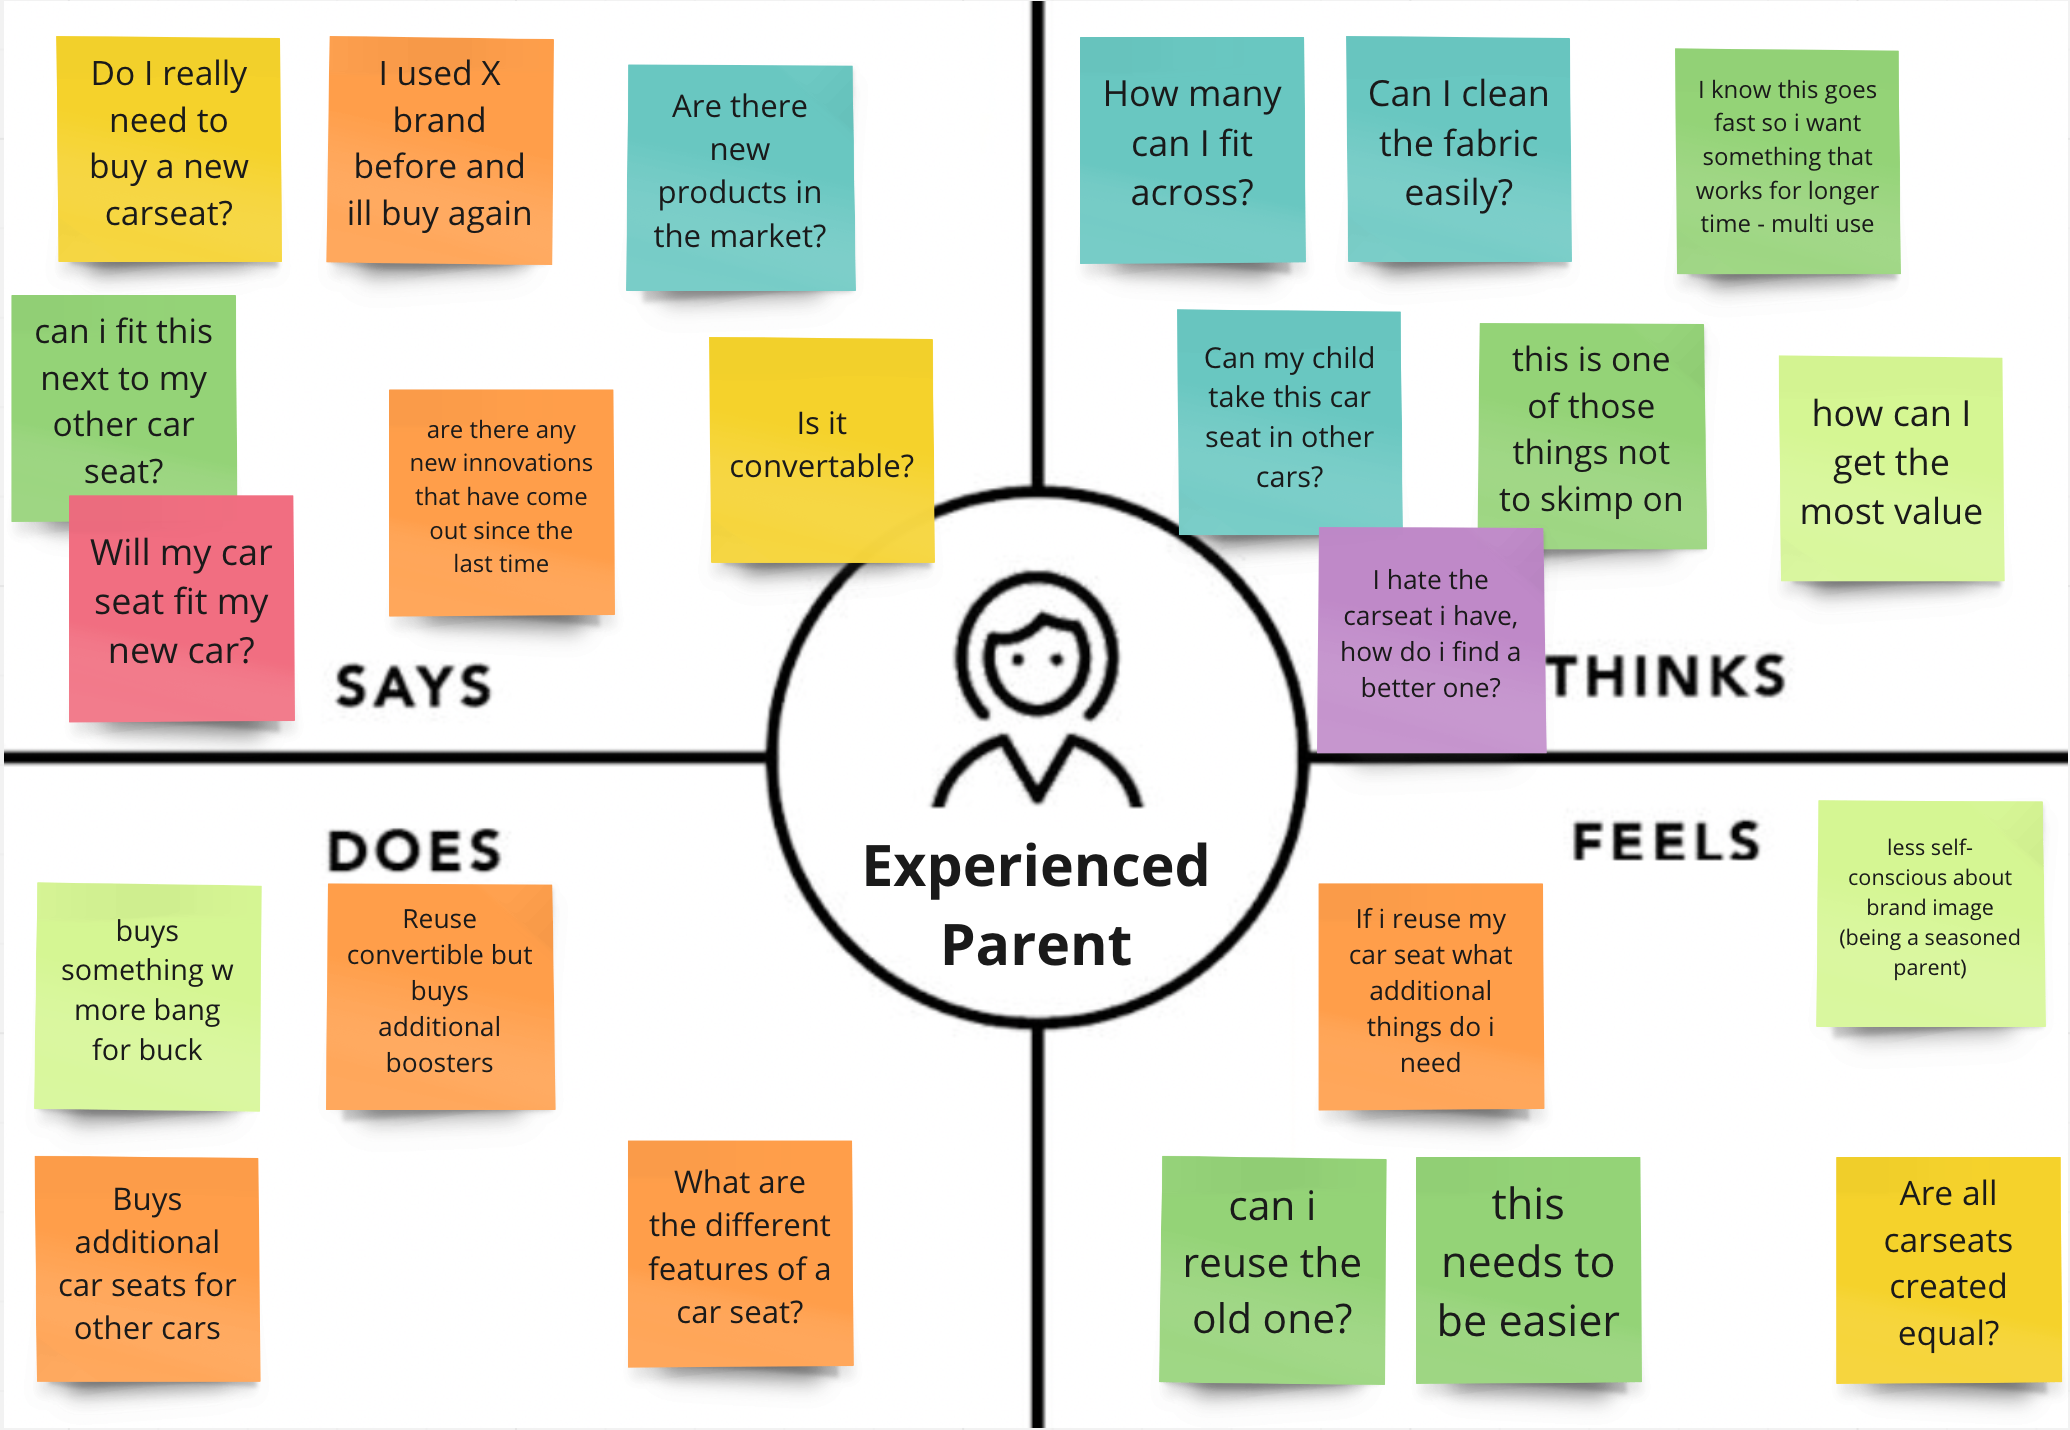 Do I really
need to
buy a new
carseat?
I used X
brand
before and
ill buy again
Are there
new
products in
the market?
can i fit this
next to my
other car
seat?
Will my car
seat fit my
new car?
are there any
new innovations
that have come
out since the
last time
Is it
convertable?
SAYS
How many
can I fit
across?
Can I clean
the fabric
easily?
I know this goes
fast so i want
something that
works for longer
time - multi use
Can my child
take this car
seat in other
cars?
this is one
of those
things not
to skimp on
how can I
get the
most value
I hate the
carseat i have,
how do i find a
better one?
THINKS
Experienced
Parent
DOES
buys
something w
more bang
for buck
Reuse
convertible but
buys
additional
boosters
Buys
additional
car seats for
other cars
What are
the different
features of a
car seat?
FEELS
less self-
conscious about
brand image
(being a seasoned
parent)
If i reuse my
car seat what
additional
things do i
need
can i
reuse the
old one?
this
needs to
be easier
Are all
carseats
created
equal?